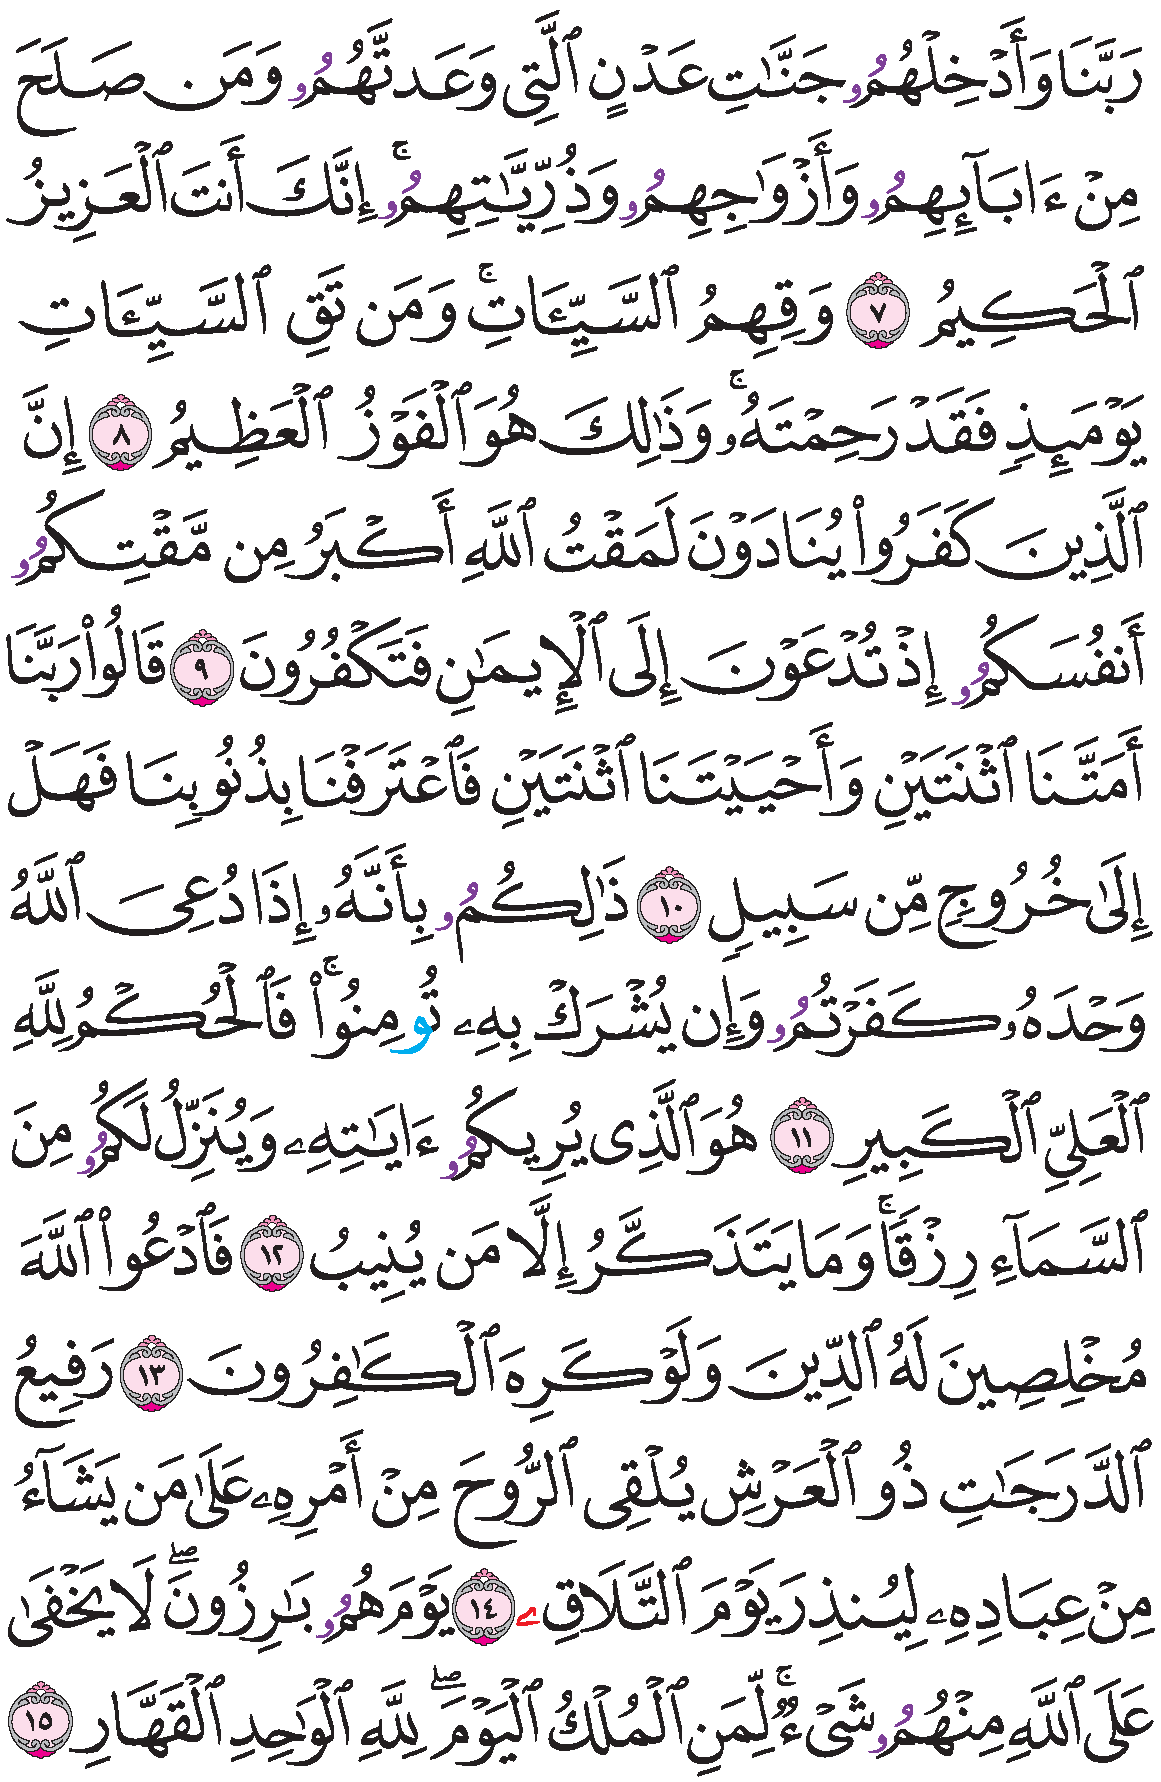 رَبَّنَا وَأَدۡخِلۡهُمُۥ جَنَّٰتِ عَدۡنٍ ٱلَّتِى وَعَدتَّهُمُۥ وَمَن صَلَحَ
مِنۡ ءَابَآئِهِمُۥ وَأَزۡوَٰجِهِمُۥ وَذُرِّيَّٰتِهِمُۥۚ إِنَّكَ أَنتَ ٱلۡعَزِيزُ
ٱلۡحَكِيمُ ٧ وَقِهِمُ ٱلسَّيِّـَٔاتِۚ وَمَن تَقِ ٱلسَّيِّـَٔاتِ
يَوۡمَئِذٍ فَقَدۡ رَحِمۡتَهُۥۚ وَذَٰلِكَ هُوَ ٱلۡفَوۡزُ ٱلۡعَظِيمُ ٨ إِنَّ
ٱلَّذِينَ كَفَرُواْ يُنَادَوۡنَ لَمَقۡتُ ٱللَّهِ أَكۡبَرُ مِن مَّقۡتِكُمُۥ
أَنفُسَكُمُۥ إِذۡ تُدۡعَوۡنَ إِلَى ٱلۡإِيمَٰنِ فَتَكۡفُرُونَ ٩ قَالُواْ رَبَّنَا
أَمَتَّنَا ٱثۡنَتَيۡنِ وَأَحۡيَيۡتَنَا ٱثۡنَتَيۡنِ فَٱعۡتَرَفۡنَا بِذُنُوبِنَا فَهَلۡ
إِلَىٰ خُرُوجٍ مِّن سَبِيلٍ ١٠ ذَٰلِكُمُۥ بِأَنَّهُۥ إِذَا دُعِىَ ٱللَّهُ
وَحۡدَهُۥ كَفَرۡتُمُۥ وَإِن يُشۡرَكۡ بِهِۦ تُومِنُواْۚ فَٱلۡحُكۡمُ لِلَّهِ
ٱلۡعَلِىِّ ٱلۡكَبِيرِ ١١ هُوَ ٱلَّذِى يُرِيكُمُۥ ءَايَٰتِهِۦ وَيُنَزِّلُ لَكُمُۥ مِنَ
ٱلسَّمَآءِ رِزۡقًاۚ وَمَا يَتَذَكَّرُ إِلَّا مَن يُنِيبُ ١٢ فَٱدۡعُواْ ٱللَّهَ
مُخۡلِصِينَ لَهُ ٱلدِّينَ وَلَوۡ كَرِهَ ٱلۡكَٰفِرُونَ ١٣ رَفِيعُ
ٱلدَّرَجَٰتِ ذُو ٱلۡعَرۡشِ يُلۡقِى ٱلرُّوحَ مِنۡ أَمۡرِهِۦ عَلَىٰ مَن يَشَآءُ
مِنۡ عِبَادِهِۦ لِيُنذِرَ يَوۡمَ ٱلتَّلَاقِۦ ١٤ يَوۡمَ هُمُۥ بَٰرِزُونَۖ لَا يَخۡفَىٰ
عَلَى ٱللَّهِ مِنۡهُمُۥ شَىۡءٌۚ لِّمَنِ ٱلۡمُلۡكُ ٱلۡيَوۡمَۖ لِلَّهِ ٱلۡوَٰحِدِ ٱلۡقَهَّارِ ١٥